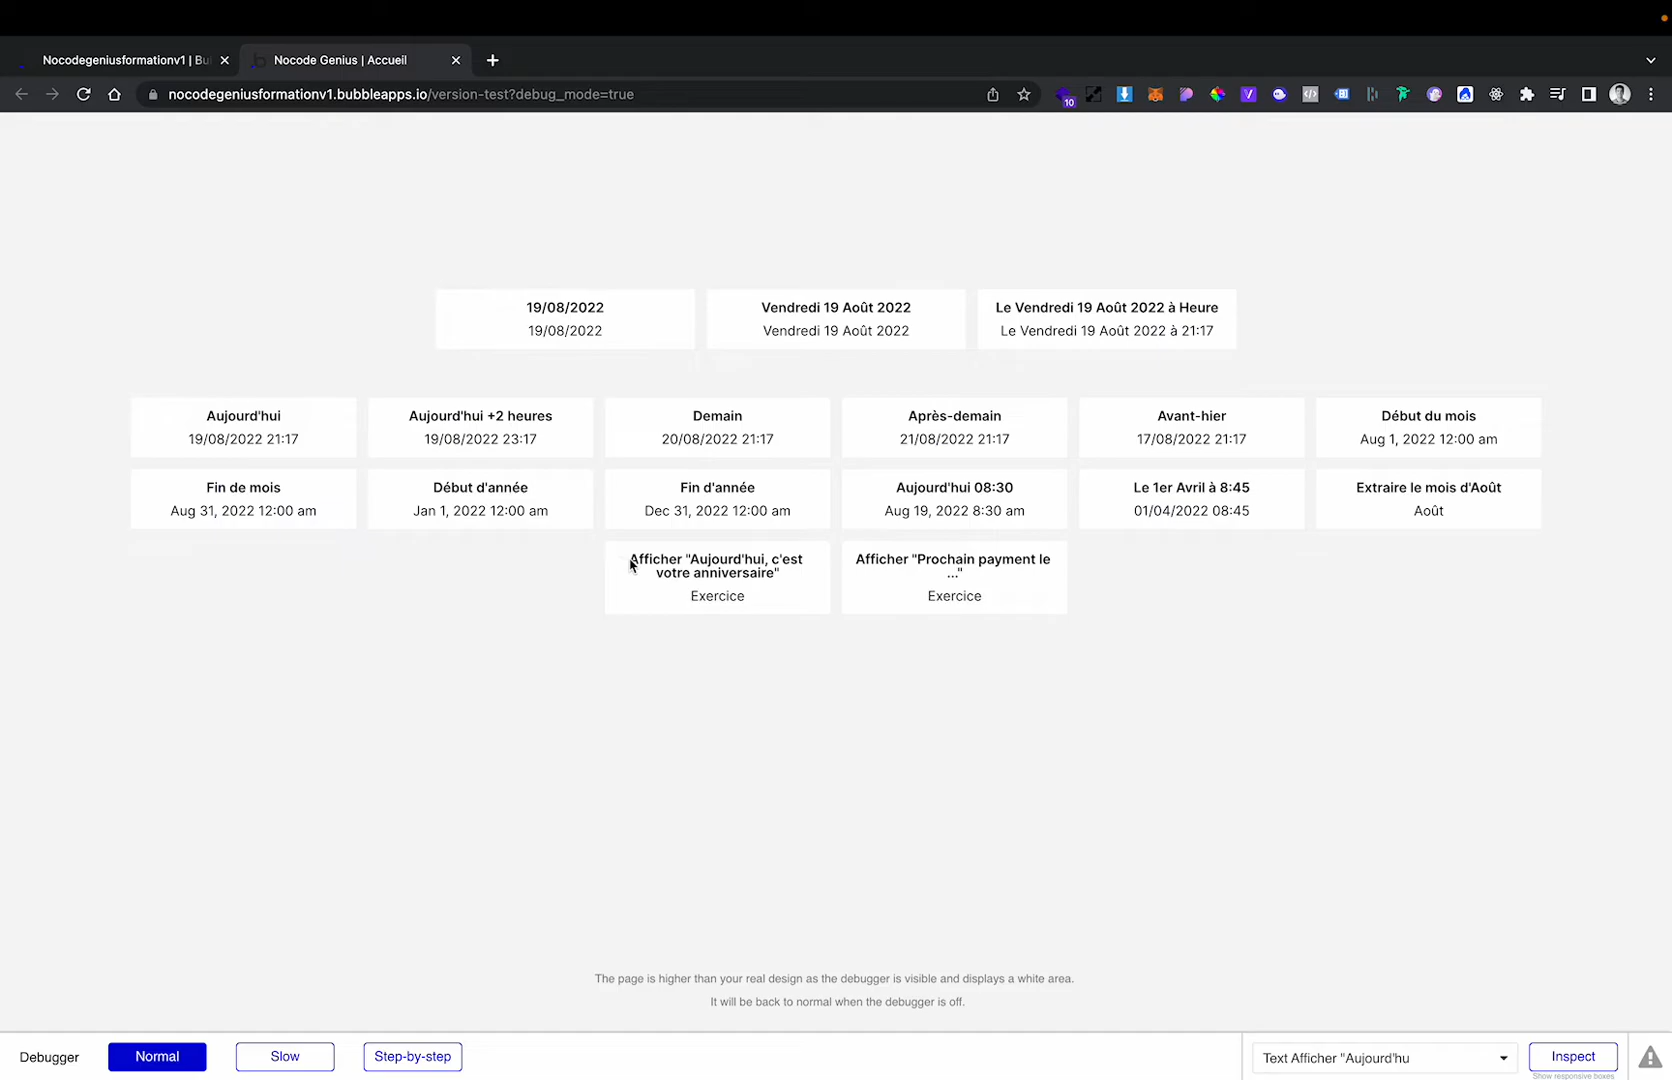 Nocodegeniusformationv1 | Bu
Nocode Genius | Accueil
nocodegeniusformationv1.bubbleapps.io/version-test?debug_mode=true
10
19/08/2022
19/08/2022
Vendredi 19 Août 2022
Vendredi 19 Août 2022
Le Vendredi 19 Août 2022 à Heure
Le Vendredi 19 Août 2022 à 21:17
Aujourd'hui
19/08/2022 21:17
Aujourd'hui +2 heures
19/08/2022 23:17
Demain
20/08/2022 21:17
Après-demain
21/08/2022 21:17
Avant-hier
17/08/2022 21:17
Début du mois
Aug 1, 2022 12:00 am
Fin de mois
Aug 31, 2022 12:00 am
Début d'année
Jan 1, 2022 12:00 am
Fin d'année
Dec 31, 2022 12:00 am
Aujourd'hui 08:30
Aug 19, 2022 8:30 am
Le 1er Avril à 8:45
01/04/2022 08:45
Extraire le mois d'Août
Août
Afficher "Aujourd'hui, c'est
votre anniversaire"
Exercice
Afficher "Prochain payment le
..."
Exercice
The page is higher than your real design as the debugger is visible and displays a white area.
It will be back to normal when the debugger is off.
Debugger
Normal
Slow
Step-by-step
Text Afficher "Aujourd'hu
Inspect
Show responsive boxes